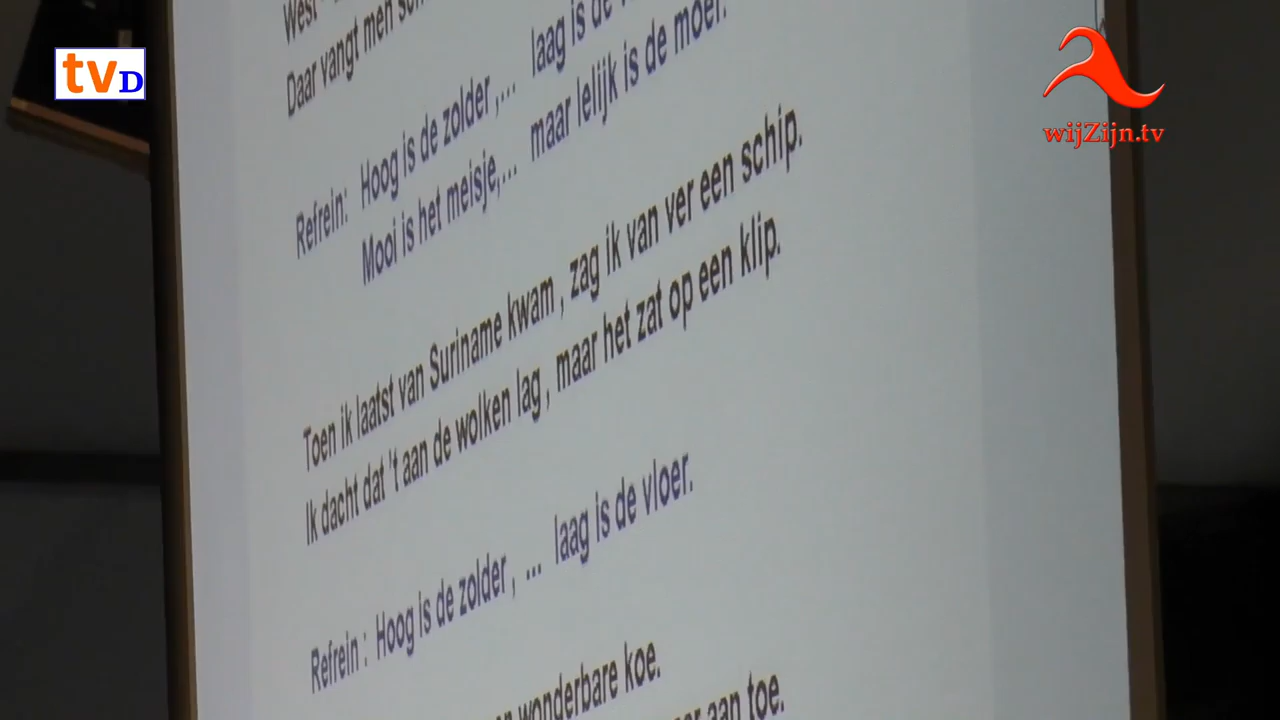 tvD
wijZijn.tv
West
Daar vangt men
Refrein: Hoog is de zolder ,... laag is de
Mooi is het meisje,... maar lelijk is de moer.
Toen ik laatst van Suriname kwam , zag ik van ver een schip.
Ik dacht dat 't aan de wolken lag , maar het zat op een klip.
Refrein : Hoog is de zolder , ... laag is de vloer.
wonderbare koe.
aan toe.